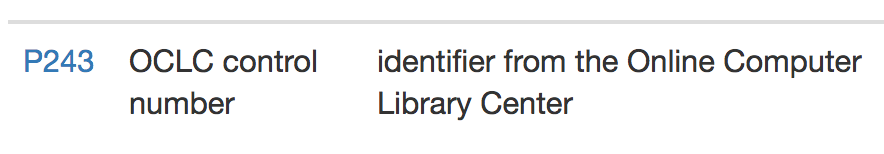 P243 OCLC control identifier from the Online Computer
number Library Center